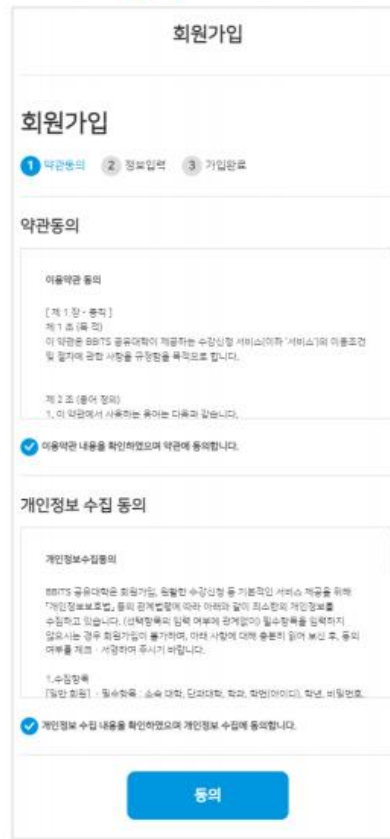 회원가입
회원가입
1 약관동의 2 정보입력 3 가입완료
약관동의
이용약관 동의
[ 제 1 장 - 총칙 ]
제 1 조 (목 적)
이 약관은 BBITS 공유대학이 제공하는 수강신청 서비스(이하 '서비스')의 이용조건
및 절차에 관한 사항을 규정함을 목적으로 합니다.
제 2 조 (용어 정의)
1. 이 약관에서 사용하는 용어는 다음과 같습니다.
이용약관 내용을 확인하였으며 약관에 동의합니다.
개인정보 수집 동의
개인정보수집동의
BBITS 공유대학은 회원가입, 원활한 수강신청 등 기본적인 서비스 제공을 위해
「개인정보보호법」 등의 관계법령에 따라 아래와 같이 최소한의 개인정보를
수집하고 있습니다. (선택항목의 입력 여부에 관계없이) 필수항목을 입력하지
않으시는 경우 회원가입이 불가하며, 아래 사항에 대해 충분히 읽어 보신 후, 동의
여부를 체크 · 서명하여 주시기 바랍니다.
1.수집항목
[일반 회원] - 필수항목 : 소속 대학, 단과대학, 학과, 학번(아이디), 학년, 비밀번호,
개인정보 수집 내용을 확인하였으며 개인정보 수집에 동의합니다.
동의